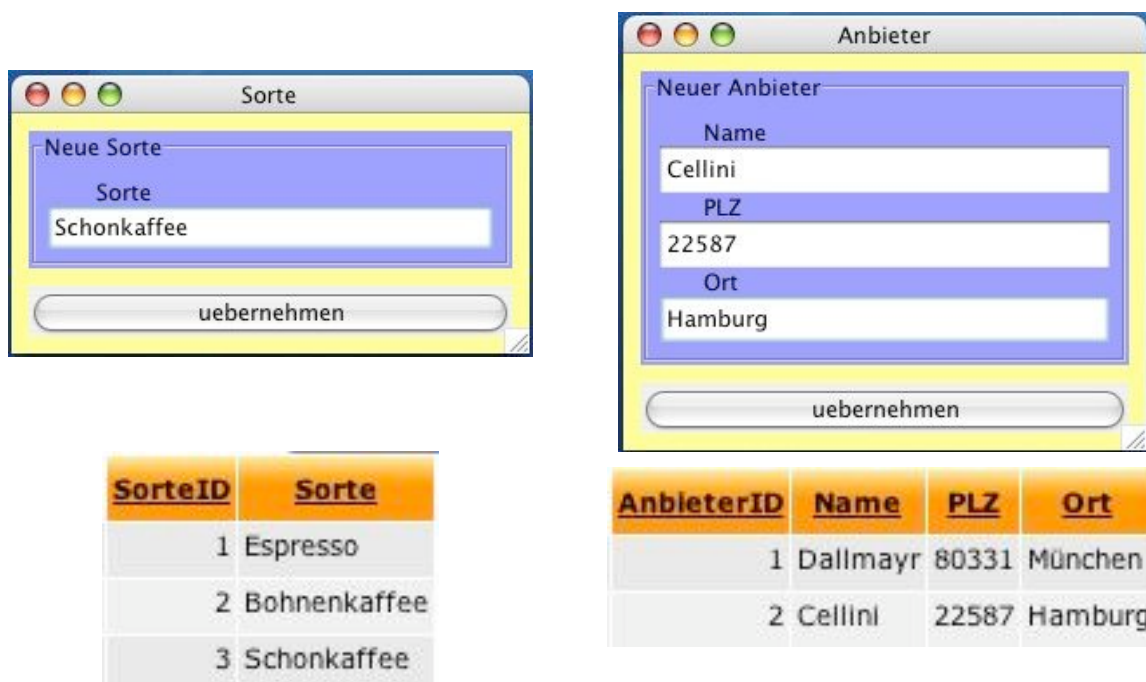 Sorte
Neue Sorte
Sorte
Schonkaffee
uebernehmen
Anbieter
Neuer Anbieter
Name
Cellini
PLZ
22587
Ort
Hamburg
uebernehmen
SorteID Sorte
1 Espresso
2 Bohnenkaffee
3 Schonkaffee
AnbieterID Name PLZ Ort
1 Dallmayr 80331 München
2 Cellini 22587 Hamburg